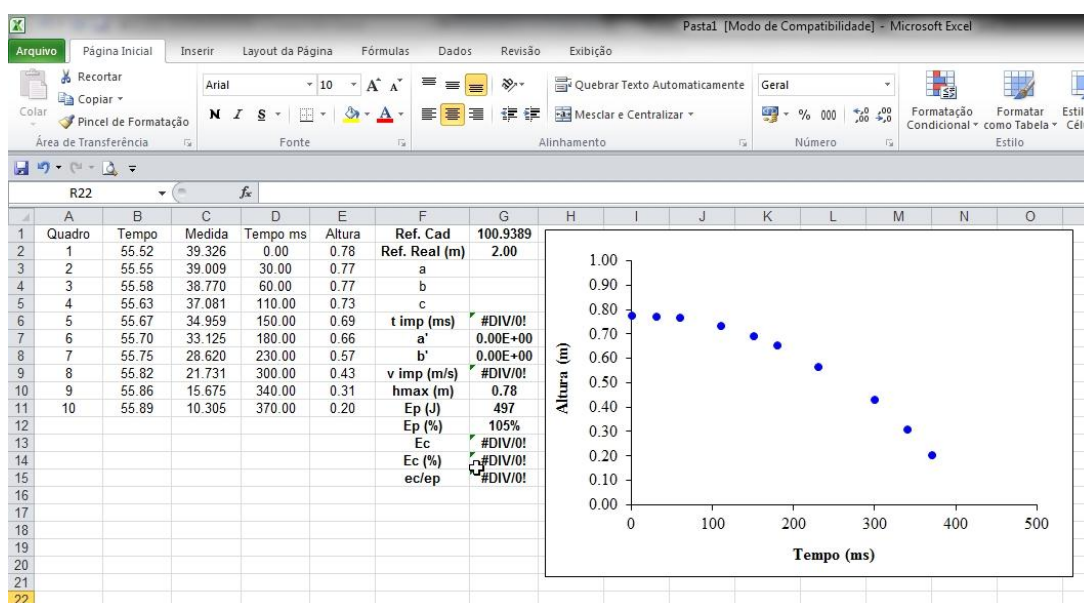 Pasta1 [Modo de Compatibilidade] - Microsoft Excel
Arquivo Página Inicial Inserir Layout da Página Fórmulas Dados Revisão Exibição
Recortar
Copiar
Colar
Pincel de Formatação
Área de Transferência
Arial 10 A A
N I S A
Fonte
Quebrar Texto Automaticamente
Mesclar e Centralizar
Alinhamento
Geral
% 000 ,00 ,0
Número
Formatação Condicional
Formatar como Tabela
Estilo
R22 fx
A B C D E F G H I J K L M N O
1 Quadro Tempo Medida Tempo ms Altura Ref. Cad 100.9389
2 1 55.52 39.326 0.00 0.78 Ref. Real (m) 2.00
3 2 55.55 39.009 30.00 0.77 a
4 3 55.58 38.770 60.00 0.77 b
5 4 55.63 37.081 110.00 0.73 c
6 5 55.67 34.959 150.00 0.69 t imp (ms) #DIV/0!
7 6 55.70 33.125 180.00 0.66 a' 0.00E+00
8 7 55.75 28.620 230.00 0.57 b' 0.00E+00
9 8 55.82 21.731 300.00 0.43 v imp (m/s) #DIV/0!
10 9 55.86 15.675 340.00 0.31 hmax (m) 0.78
11 10 55.89 10.305 370.00 0.20 Ep (J) 497
12 Ep (%) 105%
13 Ec #DIV/0!
14 Ec (%) #DIV/0!
15 ec/ep #DIV/0!
16
17
18
19
20
21
22
1.00
0.90
0.80
0.70
0.60
0.50
0.40
0.30
0.20
0.10
0.00
Altura (m)
0 100 200 300 400 500
Tempo (ms)